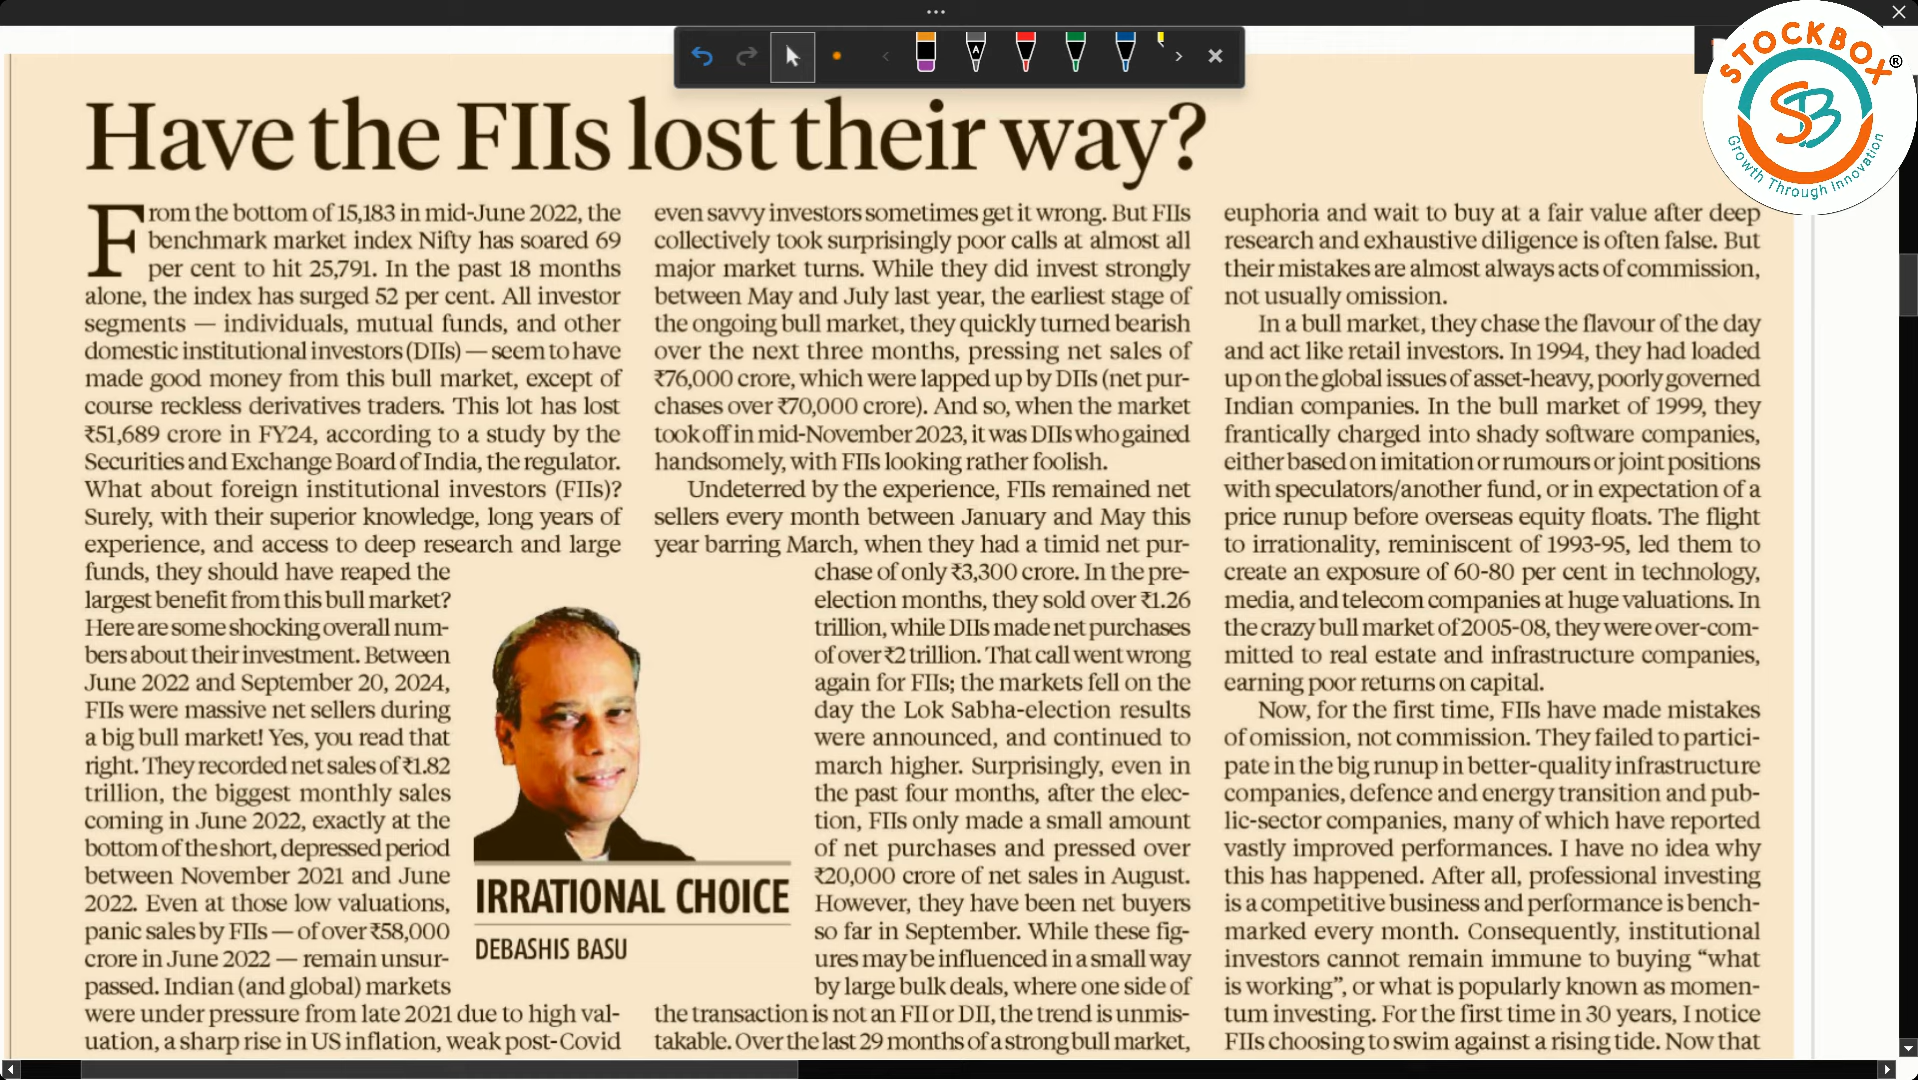 STOCKBOX®
SB
Growth Through Innovation
Have the FIIs lost their way?
From the bottom of 15,183 in mid-June 2022, the
benchmark market index Nifty has soared 69
per cent to hit 25,791. In the past 18 months
alone, the index has surged 52 per cent. All investor
segments — individuals, mutual funds, and other
domestic institutional investors (DIIs) — seem to have
made good money from this bull market, except of
course reckless derivatives traders. This lot has lost
₹51,689 crore in FY24, according to a study by the
Securities and Exchange Board of India, the regulator.
What about foreign institutional investors (FIIs)?
Surely, with their superior knowledge, long years of
experience, and access to deep research and large
funds, they should have reaped the
largest benefit from this bull market?
Here are some shocking overall num-
bers about their investment. Between
June 2022 and September 20, 2024,
FIIs were massive net sellers during
a big bull market! Yes, you read that
right. They recorded net sales of ₹1.82
trillion, the biggest monthly sales
coming in June 2022, exactly at the
bottom of the short, depressed period
between November 2021 and June
2022. Even at those low valuations,
panic sales by FIIs — of over ₹58,000
crore in June 2022 — remain unsur-
passed. Indian (and global) markets
were under pressure from late 2021 due to high val-
uation, a sharp rise in US inflation, weak post-Covid
IRRATIONAL CHOICE
DEBASHIS BASU
even savvy investors sometimes get it wrong. But FIIs
collectively took surprisingly poor calls at almost all
major market turns. While they did invest strongly
between May and July last year, the earliest stage of
the ongoing bull market, they quickly turned bearish
over the next three months, pressing net sales of
₹76,000 crore, which were lapped up by DIIs (net pur-
chases over ₹70,000 crore). And so, when the market
took off in mid-November 2023, it was DIIs who gained
handsomely, with FIIs looking rather foolish.
Undeterred by the experience, FIIs remained net
sellers every month between January and May this
year barring March, when they had a timid net pur-
chase of only ₹3,300 crore. In the pre-
election months, they sold over ₹1.26
trillion, while DIIs made net purchases
of over ₹2 trillion. That call went wrong
again for FIIs; the markets fell on the
day the Lok Sabha-election results
were announced, and continued to
march higher. Surprisingly, even in
the past four months, after the elec-
tion, FIIs only made a small amount
of net purchases and pressed over
₹20,000 crore of net sales in August.
However, they have been net buyers
so far in September. While these fig-
ures may be influenced in a small way
by large bulk deals, where one side of
the transaction is not an FII or DII, the trend is unmis-
takable. Over the last 29 months of a strong bull market,
euphoria and wait to buy at a fair value after deep
research and exhaustive diligence is often false. But
their mistakes are almost always acts of commission,
not usually omission.
In a bull market, they chase the flavour of the day
and act like retail investors. In 1994, they had loaded
up on the global issues of asset-heavy, poorly governed
Indian companies. In the bull market of 1999, they
frantically charged into shady software companies,
either based on imitation or rumours or joint positions
with speculators/another fund, or in expectation of a
price runup before overseas equity floats. The flight
to irrationality, reminiscent of 1993-95, led them to
create an exposure of 60-80 per cent in technology,
media, and telecom companies at huge valuations. In
the crazy bull market of 2005-08, they were over-com-
mitted to real estate and infrastructure companies,
earning poor returns on capital.
Now, for the first time, FIIs have made mistakes
of omission, not commission. They failed to partici-
pate in the big runup in better-quality infrastructure
companies, defence and energy transition and pub-
lic-sector companies, many of which have reported
vastly improved performances. I have no idea why
this has happened. After all, professional investing
is a competitive business and performance is bench-
marked every month. Consequently, institutional
investors cannot remain immune to buying “what
is working”, or what is popularly known as momen-
tum investing. For the first time in 30 years, I notice
FIIs choosing to swim against a rising tide. Now that